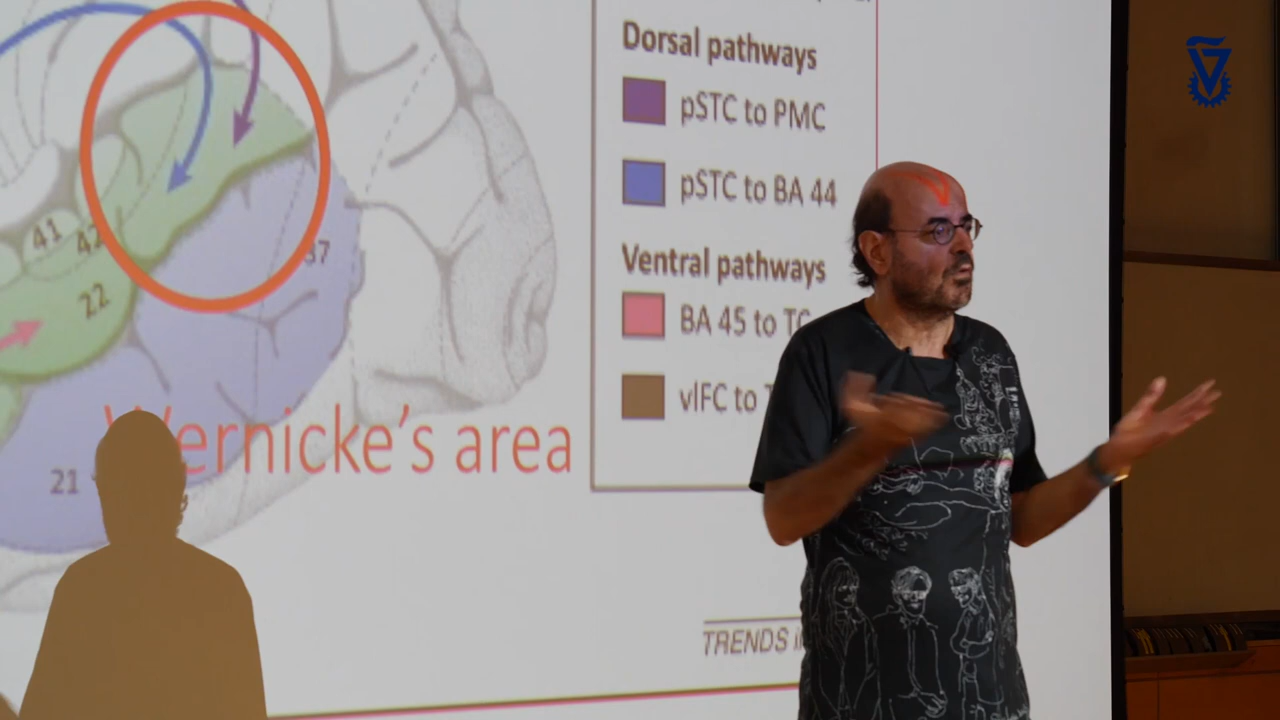 Dorsal pathways
pSTC to PMC
pSTC to BA 44
Ventral pathways
BA 45 to
vlFC to
41
42
37
22
21
Wernicke's area
TRENDS